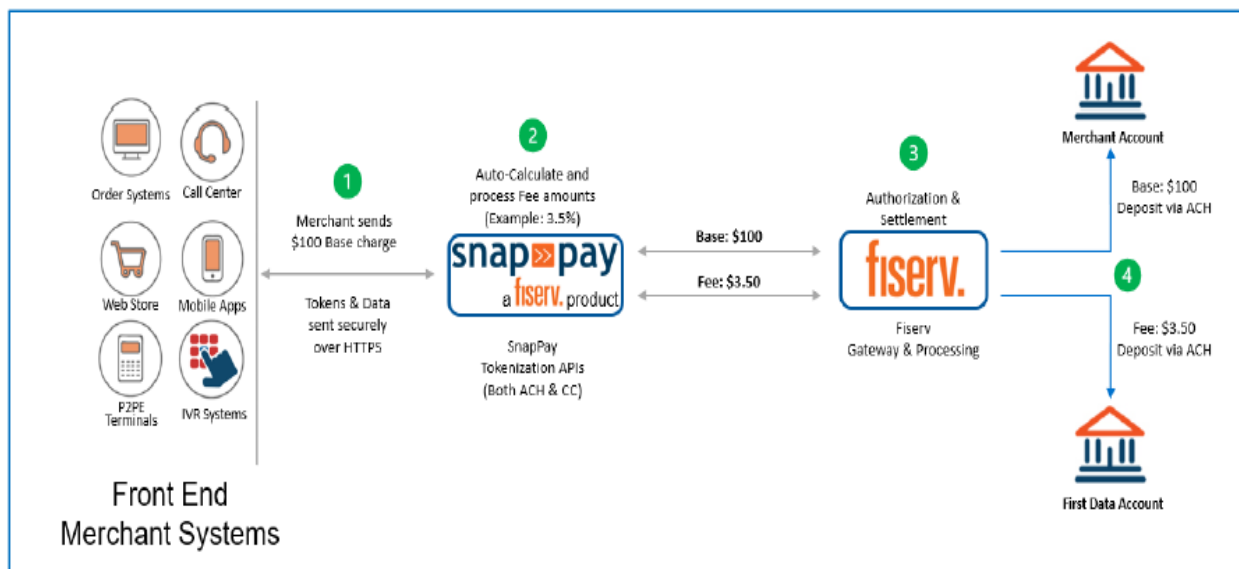 Order Systems
Call Center
Web Store
Mobile Apps
P2PE
Terminals
IVR Systems
Front End
Merchant Systems
1
Merchant sends
$100 Base charge
Tokens & Data
sent securely
over HTTPS
2
Auto-Calculate and
process Fee amounts
(Example: 3.5%)
snap»pay
a fiserv. product
SnapPay
Tokenization APIs
(Both ACH & CC)
Base: $100
Fee: $3.50
3
Authorization &
Settlement
fiserv.
Fiserv
Gateway & Processing
Merchant Account
Base: $100
Deposit via ACH
4
Fee: $3.50
Deposit via ACH
First Data Account